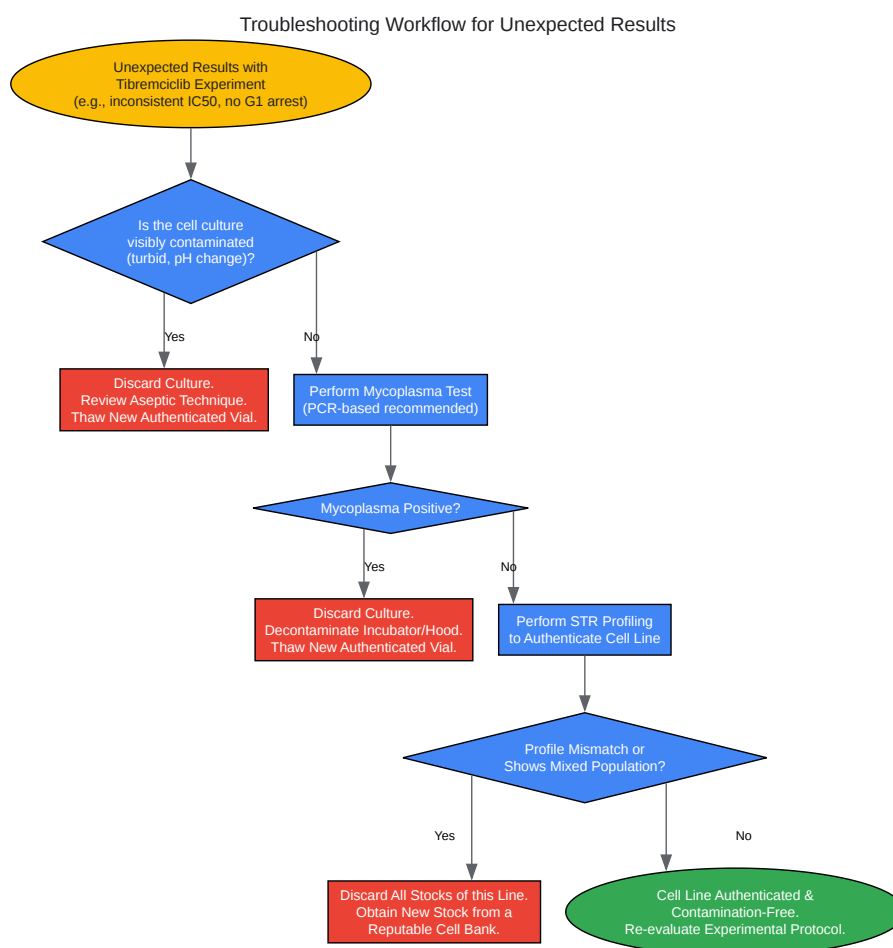 Troubleshooting Workflow for Unexpected Results
Unexpected Results with
Tibremciclib Experiment
(e.g., inconsistent IC50, no G1 arrest)
Is the cell culture
visibly contaminated
(turbid, pH change)?
Yes
No
Discard Culture.
Review Aseptic Technique.
Thaw New Authenticated Vial.
Perform Mycoplasma Test
(PCR-based recommended)
Mycoplasma Positive?
Yes
No
Discard Culture.
Decontaminate Incubator/Hood.
Thaw New Authenticated Vial.
Perform STR Profiling
to Authenticate Cell Line
Profile Mismatch or
Shows Mixed Population?
Yes
No
Discard All Stocks of this Line.
Obtain New Stock from a
Reputable Cell Bank.
Cell Line Authenticated &
Contamination-Free.
Re-evaluate Experimental Protocol.